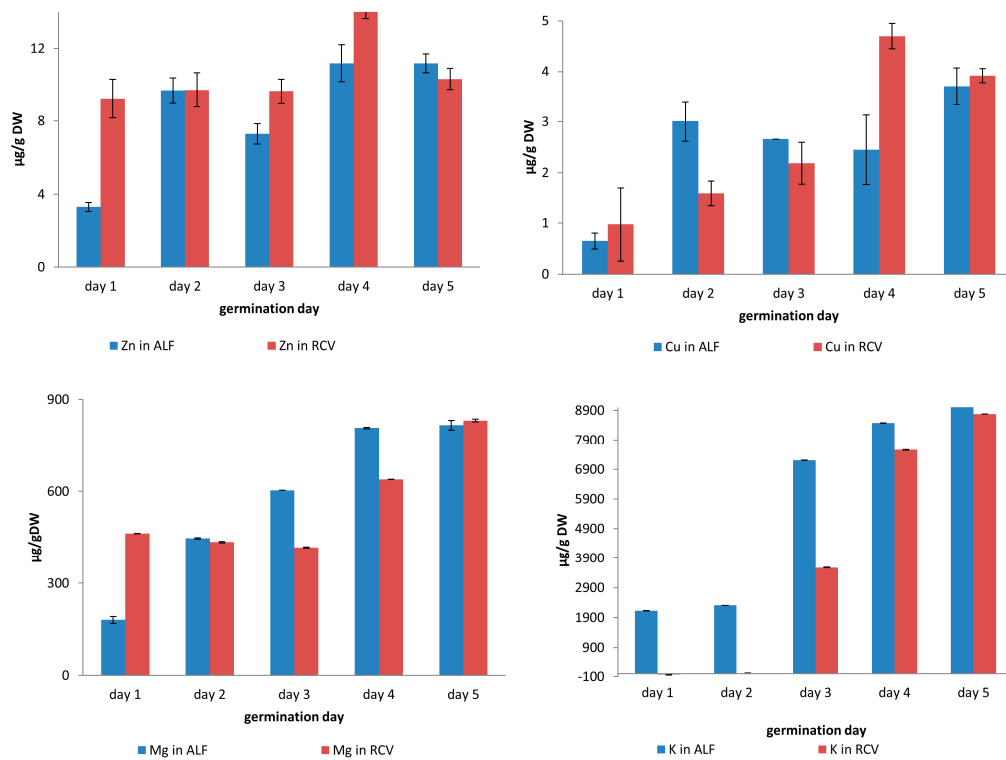 12
8
4
0
µg/g DW
day 1 day 2 day 3 day 4 day 5
germination day
Zn in ALF Zn in RCV
5
4
3
2
1
0
µg/g DW
day 1 day 2 day 3 day 4 day 5
germination day
Cu in ALF Cu in RCV
900
600
300
0
µg/gDW
day 1 day 2 day 3 day 4 day 5
germination day
Mg in ALF Mg in RCV
8900
7900
6900
5900
4900
3900
2900
1900
900
-100
µg/g DW
day 1 day 2 day 3 day 4 day 5
germination day
K in ALF K in RCV